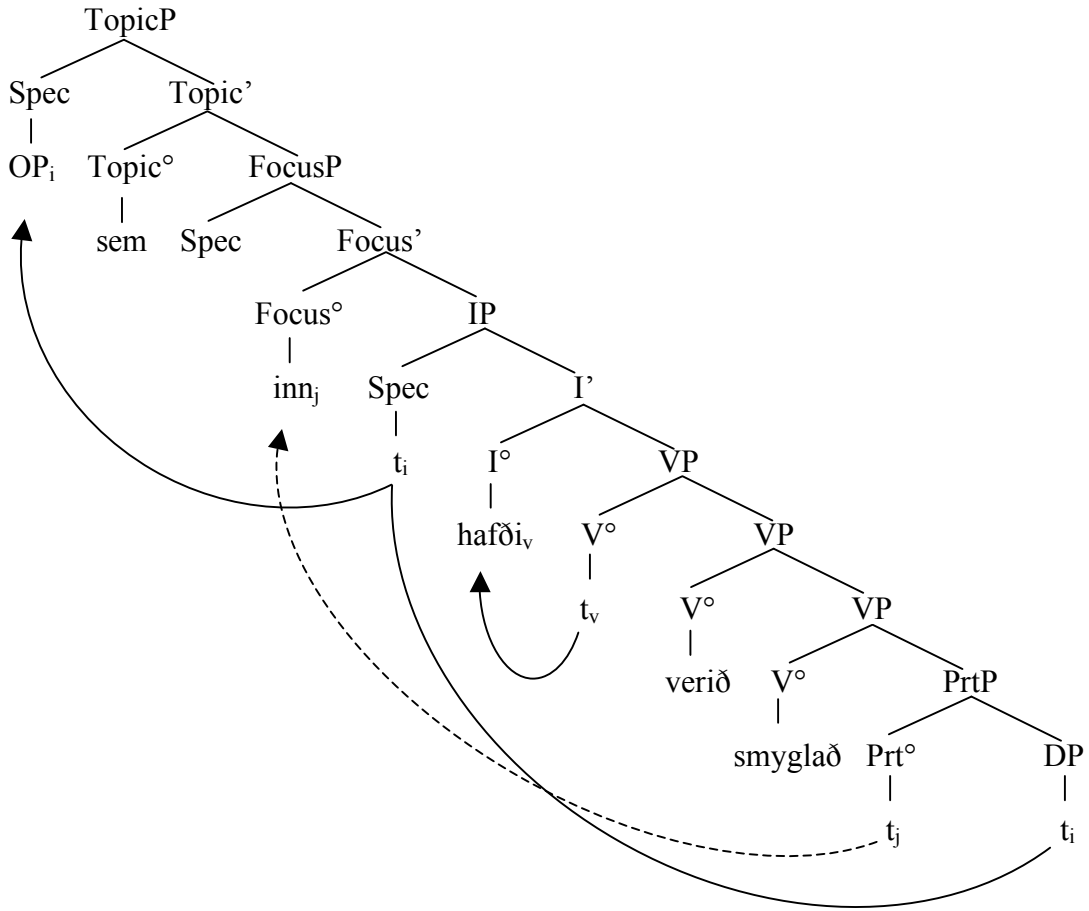 TopicP
Spec Topic’
OPᵢ Topic° FocusP
sem Spec Focus’
Focus° IP
innⱼ Spec I’
tᵢ I° VP
hafðiᵥ V° VP
tᵥ V° VP
verið V° PrtP
smyglað Prt° DP
tⱼ tᵢ